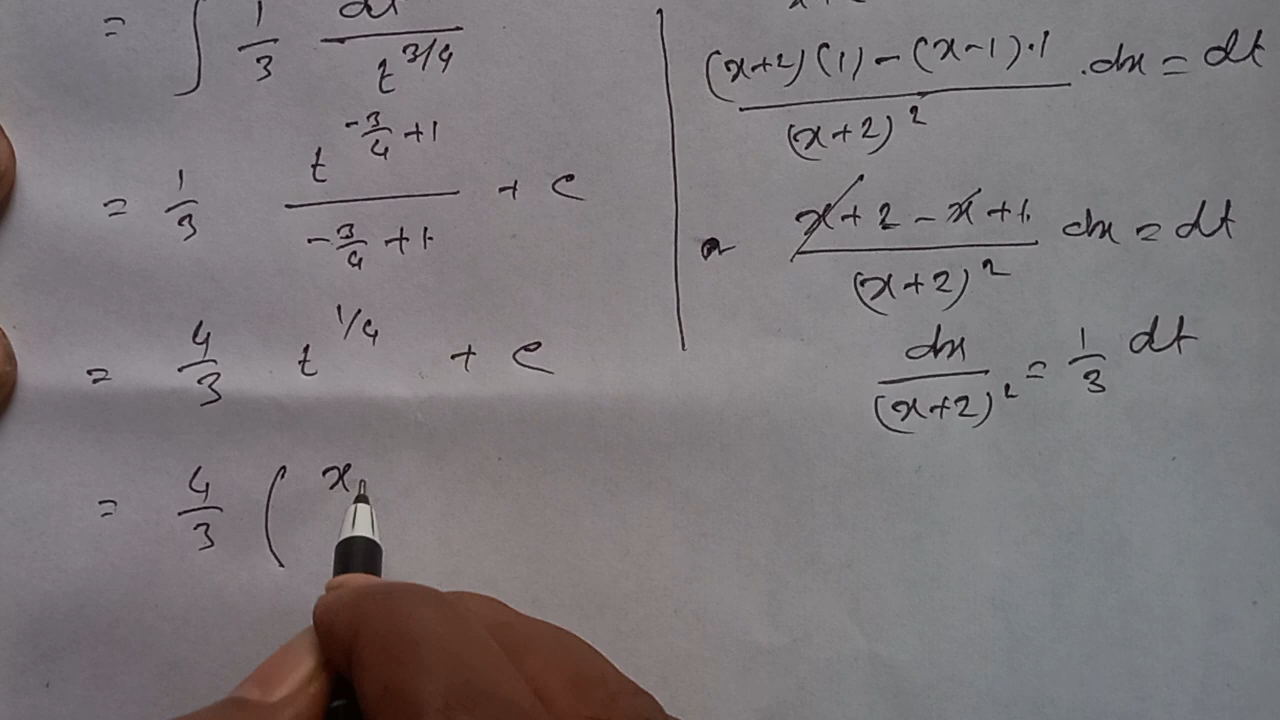 = ∫ 1/3 dt/t^{3/4}
= 1/3 t^{-3/4+1}/(-3/4+1) + c
= 4/3 t^{1/4} + c
= 4/3 ( x
(x+2)(1)-(x-1).1/(x+2)^2 .dx = dt
x+2-x+1/(x+2)^2 dx = dt
dx/(x+2)^2 = 1/3 dt